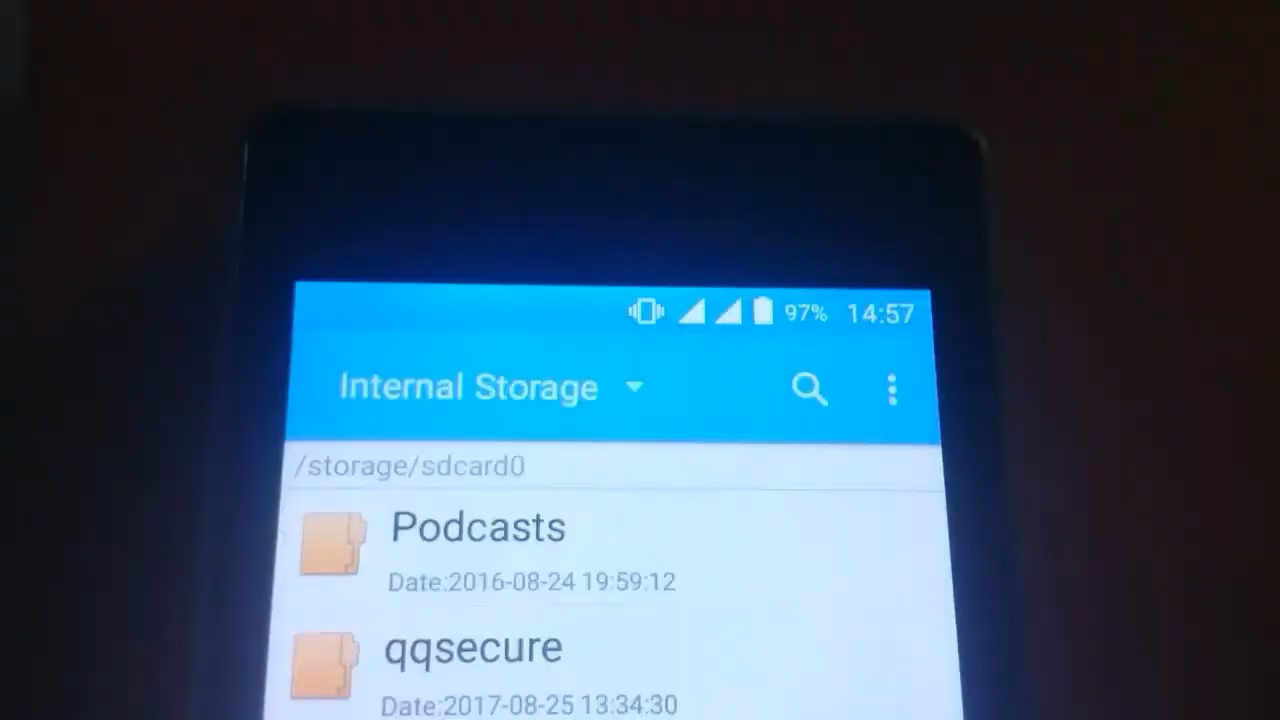 97% 14:57
Internal Storage
/storage/sdcard0
Podcasts
Date:2016-08-24 19:59:12
qqsecure
Date:2017-08-25 13:34:30